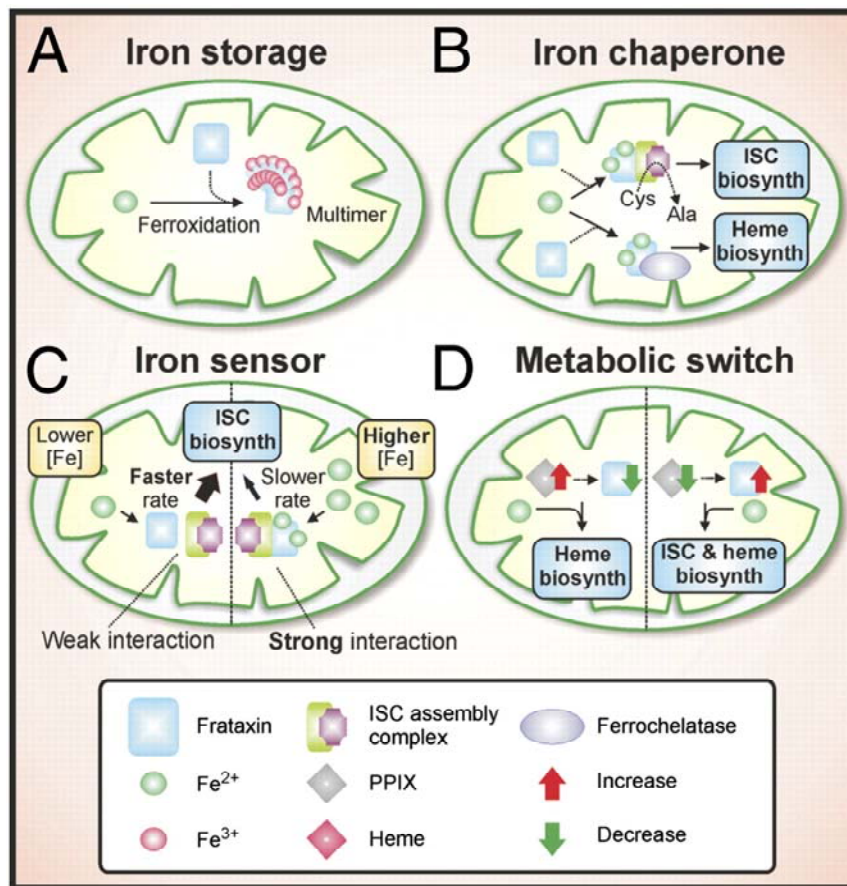 A
Iron storage
Ferroxidation
Multimer
B
Iron chaperone
Cys
Ala
ISC
biosynth
Heme
biosynth
C
Iron sensor
Lower
[Fe]
ISC
biosynth
Higher
[Fe]
Faster
rate
Slower
rate
Weak interaction
Strong interaction
D
Metabolic switch
Heme
biosynth
ISC & heme
biosynth
Frataxin
ISC assembly
complex
Ferrochelatase
Fe²⁺
PPIX
Increase
Fe³⁺
Heme
Decrease